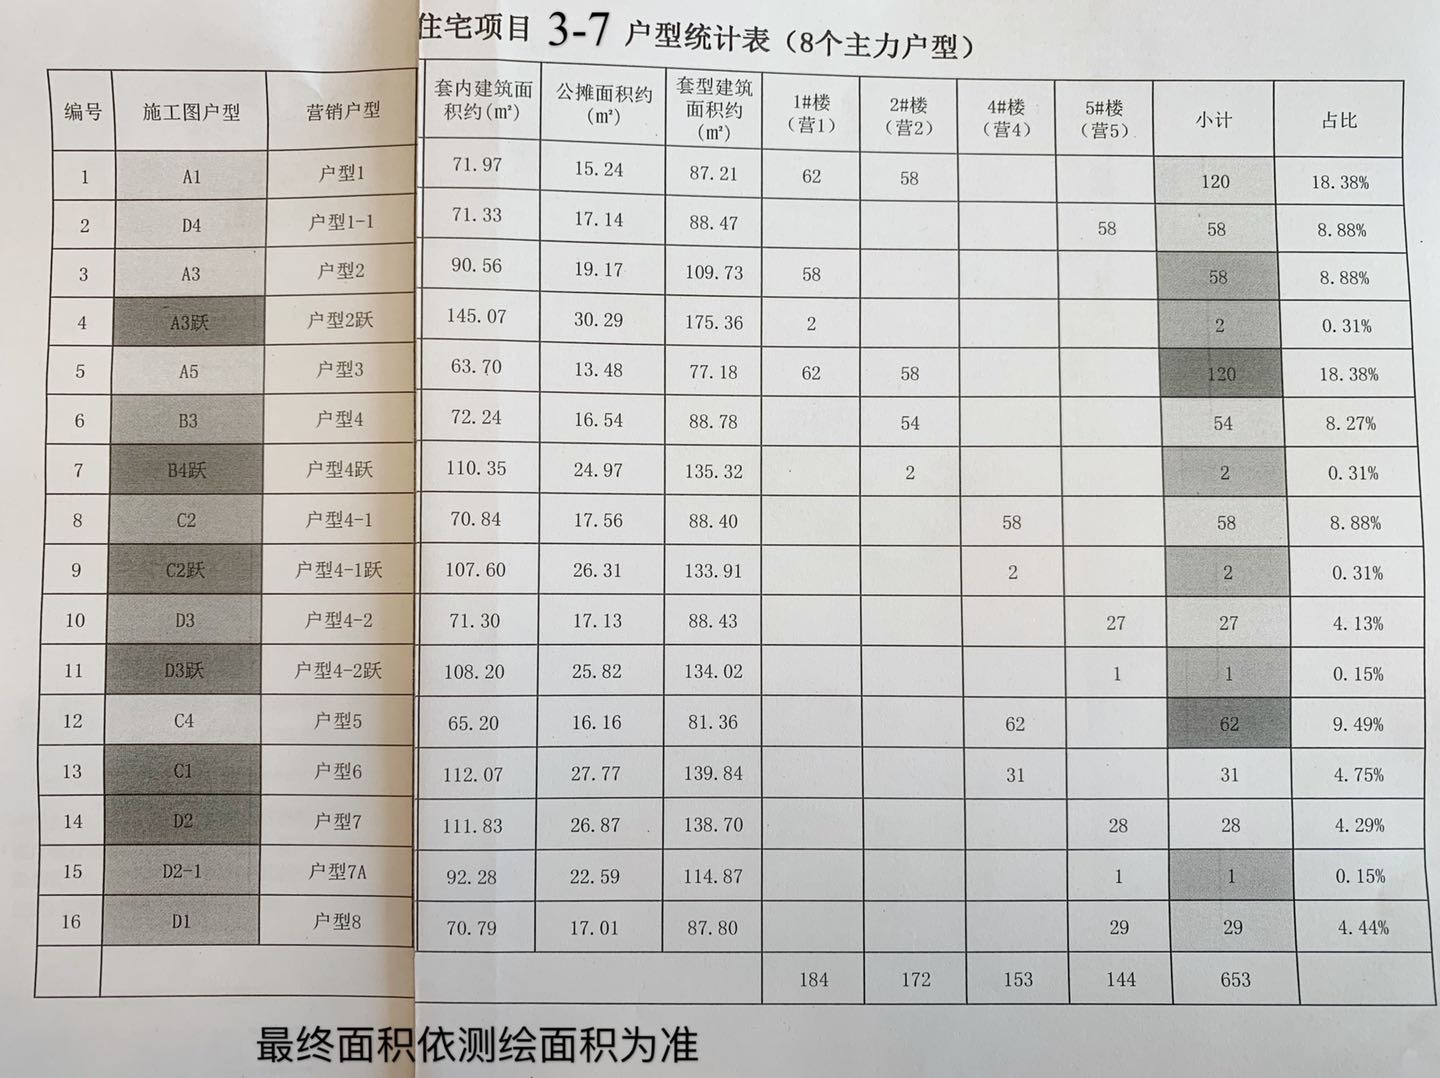 住宅项目 3-7 户型统计表（8个主力户型）
编号 施工图户型 营销户型 套内建筑面积约(㎡) 公摊面积约(㎡) 套型建筑面积约(㎡) 1#楼（营1） 2#楼（营2） 4#楼（营4） 5#楼（营5） 小计 占比
1 A1 户型1 71.97 15.24 87.21 62 58 120 18.38%
2 D4 户型1-1 71.33 17.14 88.47 58 58 8.88%
3 A3 户型2 90.56 19.17 109.73 58 58 8.88%
4 A3跃 户型2跃 145.07 30.29 175.36 2 2 0.31%
5 A5 户型3 63.70 13.48 77.18 62 58 120 18.38%
6 B3 户型4 72.24 16.54 88.78 54 54 8.27%
7 B4跃 户型4跃 110.35 24.97 135.32 2 2 0.31%
8 C2 户型4-1 70.84 17.56 88.40 58 58 8.88%
9 C2跃 户型4-1跃 107.60 26.31 133.91 2 2 0.31%
10 D3 户型4-2 71.30 17.13 88.43 27 27 4.13%
11 D3跃 户型4-2跃 108.20 25.82 134.02 1 1 0.15%
12 C4 户型5 65.20 16.16 81.36 62 62 9.49%
13 C1 户型6 112.07 27.77 139.84 31 31 4.75%
14 D2 户型7 111.83 26.87 138.70 28 28 4.29%
15 D2-1 户型7A 92.28 22.59 114.87 1 1 0.15%
16 D1 户型8 70.79 17.01 87.80 29 29 4.44%
184 172 153 144 653
最终面积依测绘面积为准